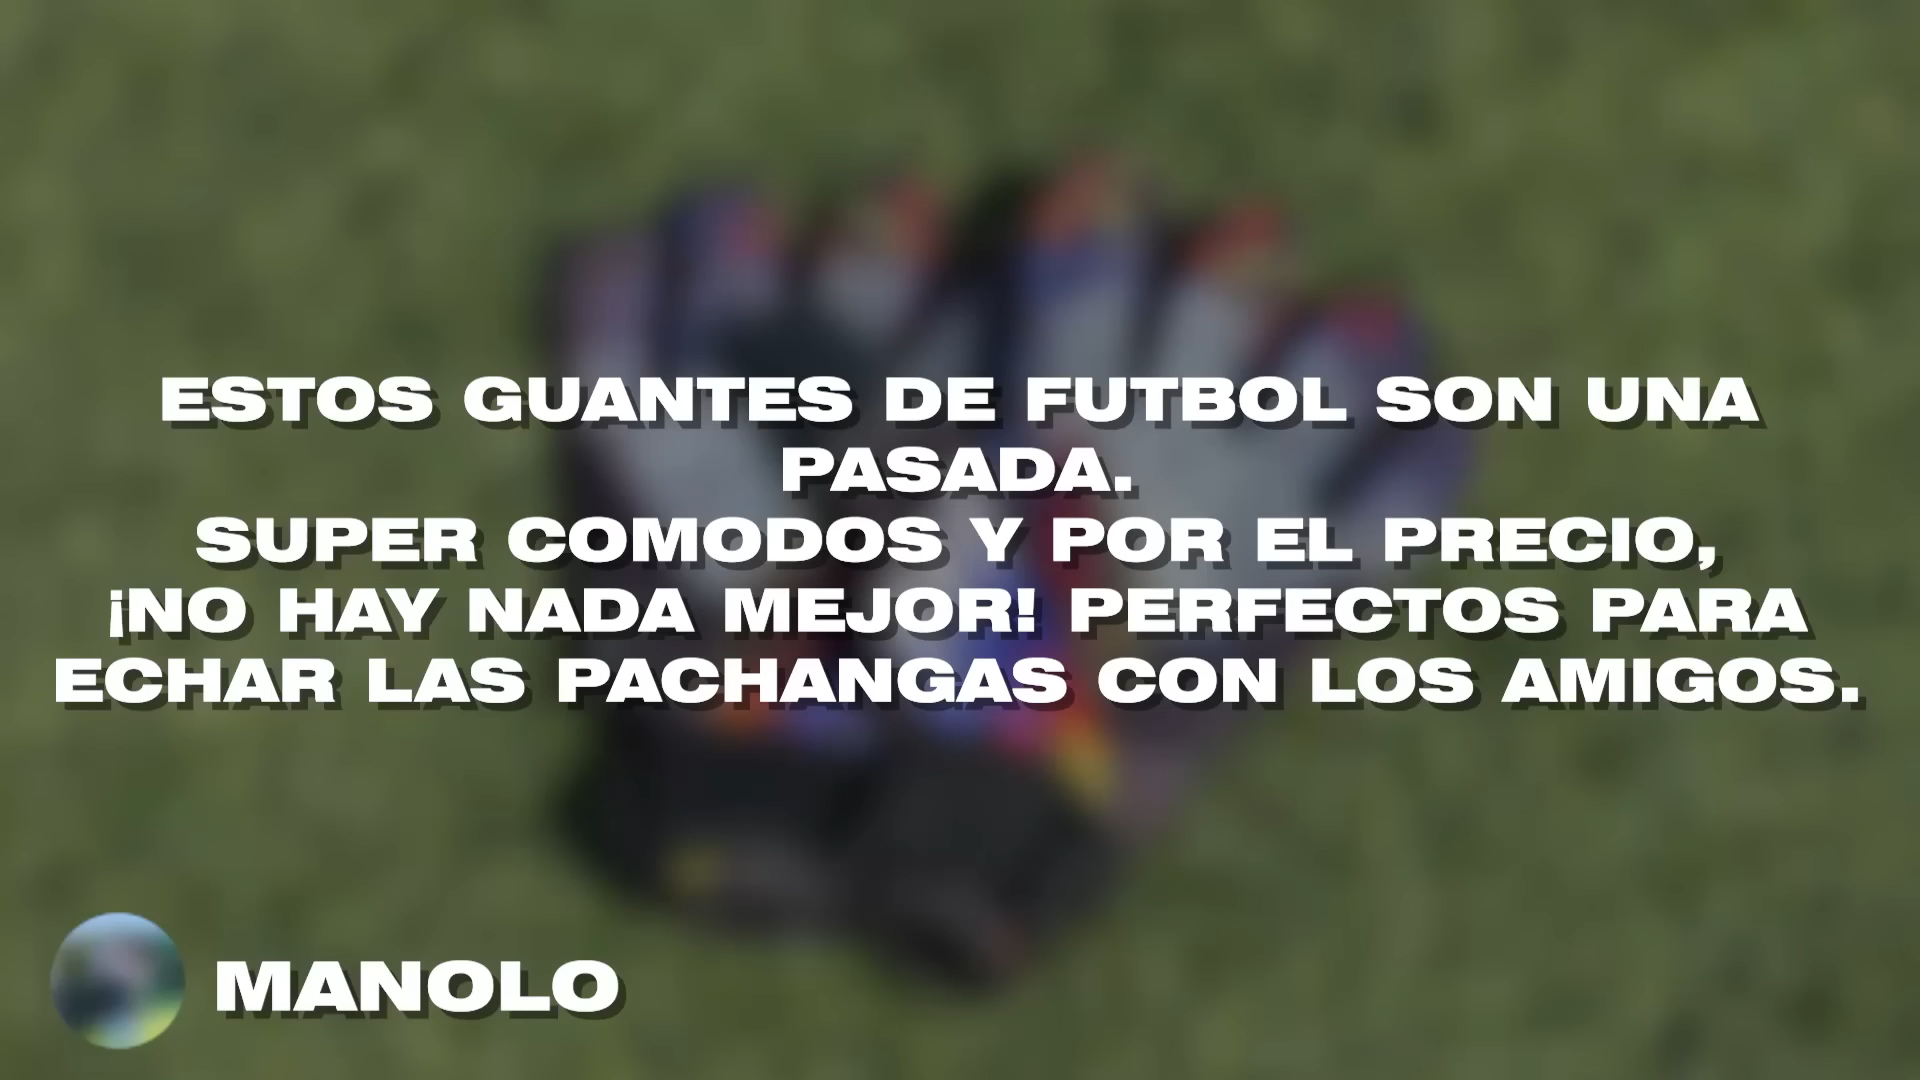 ESTOS GUANTES DE FUTBOL SON UNA
PASADA.
SUPER COMODOS Y POR EL PRECIO,
¡NO HAY NADA MEJOR! PERFECTOS PARA
ECHAR LAS PACHANGAS CON LOS AMIGOS.
MANOLO